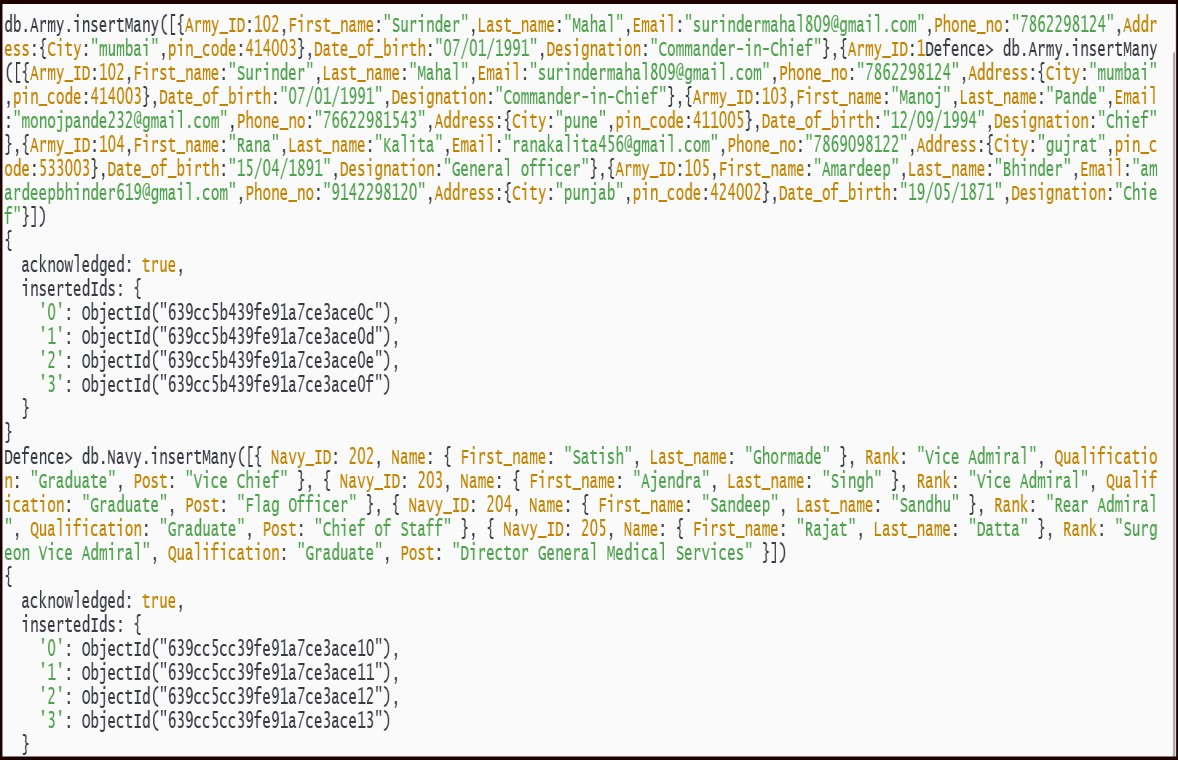 db.Army.insertMany([{Army_ID:102,First_name:"Surinder",Last_name:"Mahal",Email:"surindermahal809@gmail.com",Phone_no:"7862298124",Addr
ess:{City:"mumbai",pin_code:414003},Date_of_birth:"07/01/1991",Designation:"Commander-in-Chief"},{Army_ID:1Defence> db.Army.insertMany
([{Army_ID:102,First_name:"Surinder",Last_name:"Mahal",Email:"surindermahal809@gmail.com",Phone_no:"7862298124",Address:{City:"mumbai"
,pin_code:414003},Date_of_birth:"07/01/1991",Designation:"Commander-in-Chief"},{Army_ID:103,First_name:"Manoj",Last_name:"Pande",Email
:"monojpande232@gmail.com",Phone_no:"76622981543",Address:{City:"pune",pin_code:411005},Date_of_birth:"12/09/1994",Designation:"Chief"
},{Army_ID:104,First_name:"Rana",Last_name:"Kalita",Email:"ranakalita456@gmail.com",Phone_no:"7869098122",Address:{City:"gujrat",pin_c
ode:533003},Date_of_birth:"15/04/1891",Designation:"General officer"},{Army_ID:105,First_name:"Amardeep",Last_name:"Bhinder",Email:"am
ardeepbhinder619@gmail.com",Phone_no:"9142298120",Address:{City:"punjab",pin_code:424002},Date_of_birth:"19/05/1871",Designation:"Chie
f"}])
{
  acknowledged: true,
  insertedIds: {
    '0': ObjectId("639cc5b439fe91a7ce3ace0c"),
    '1': ObjectId("639cc5b439fe91a7ce3ace0d"),
    '2': ObjectId("639cc5b439fe91a7ce3ace0e"),
    '3': ObjectId("639cc5b439fe91a7ce3ace0f")
  }
}
Defence> db.Navy.insertMany([{ Navy_ID: 202, Name: { First_name: "Satish", Last_name: "Ghormade" }, Rank: "Vice Admiral", Qualificatio
n: "Graduate", Post: "Vice Chief" }, { Navy_ID: 203, Name: { First_name: "Ajendra", Last_name: "Singh" }, Rank: "Vice Admiral", Qualif
ication: "Graduate", Post: "Flag Officer" }, { Navy_ID: 204, Name: { First_name: "Sandeep", Last_name: "Sandhu" }, Rank: "Rear Admiral
", Qualification: "Graduate", Post: "Chief of Staff" }, { Navy_ID: 205, Name: { First_name: "Rajat", Last_name: "Datta" }, Rank: "Surg
eon Vice Admiral", Qualification: "Graduate", Post: "Director General Medical Services" }])
{
  acknowledged: true,
  insertedIds: {
    '0': ObjectId("639cc5cc39fe91a7ce3ace10"),
    '1': ObjectId("639cc5cc39fe91a7ce3ace11"),
    '2': ObjectId("639cc5cc39fe91a7ce3ace12"),
    '3': ObjectId("639cc5cc39fe91a7ce3ace13")
  }